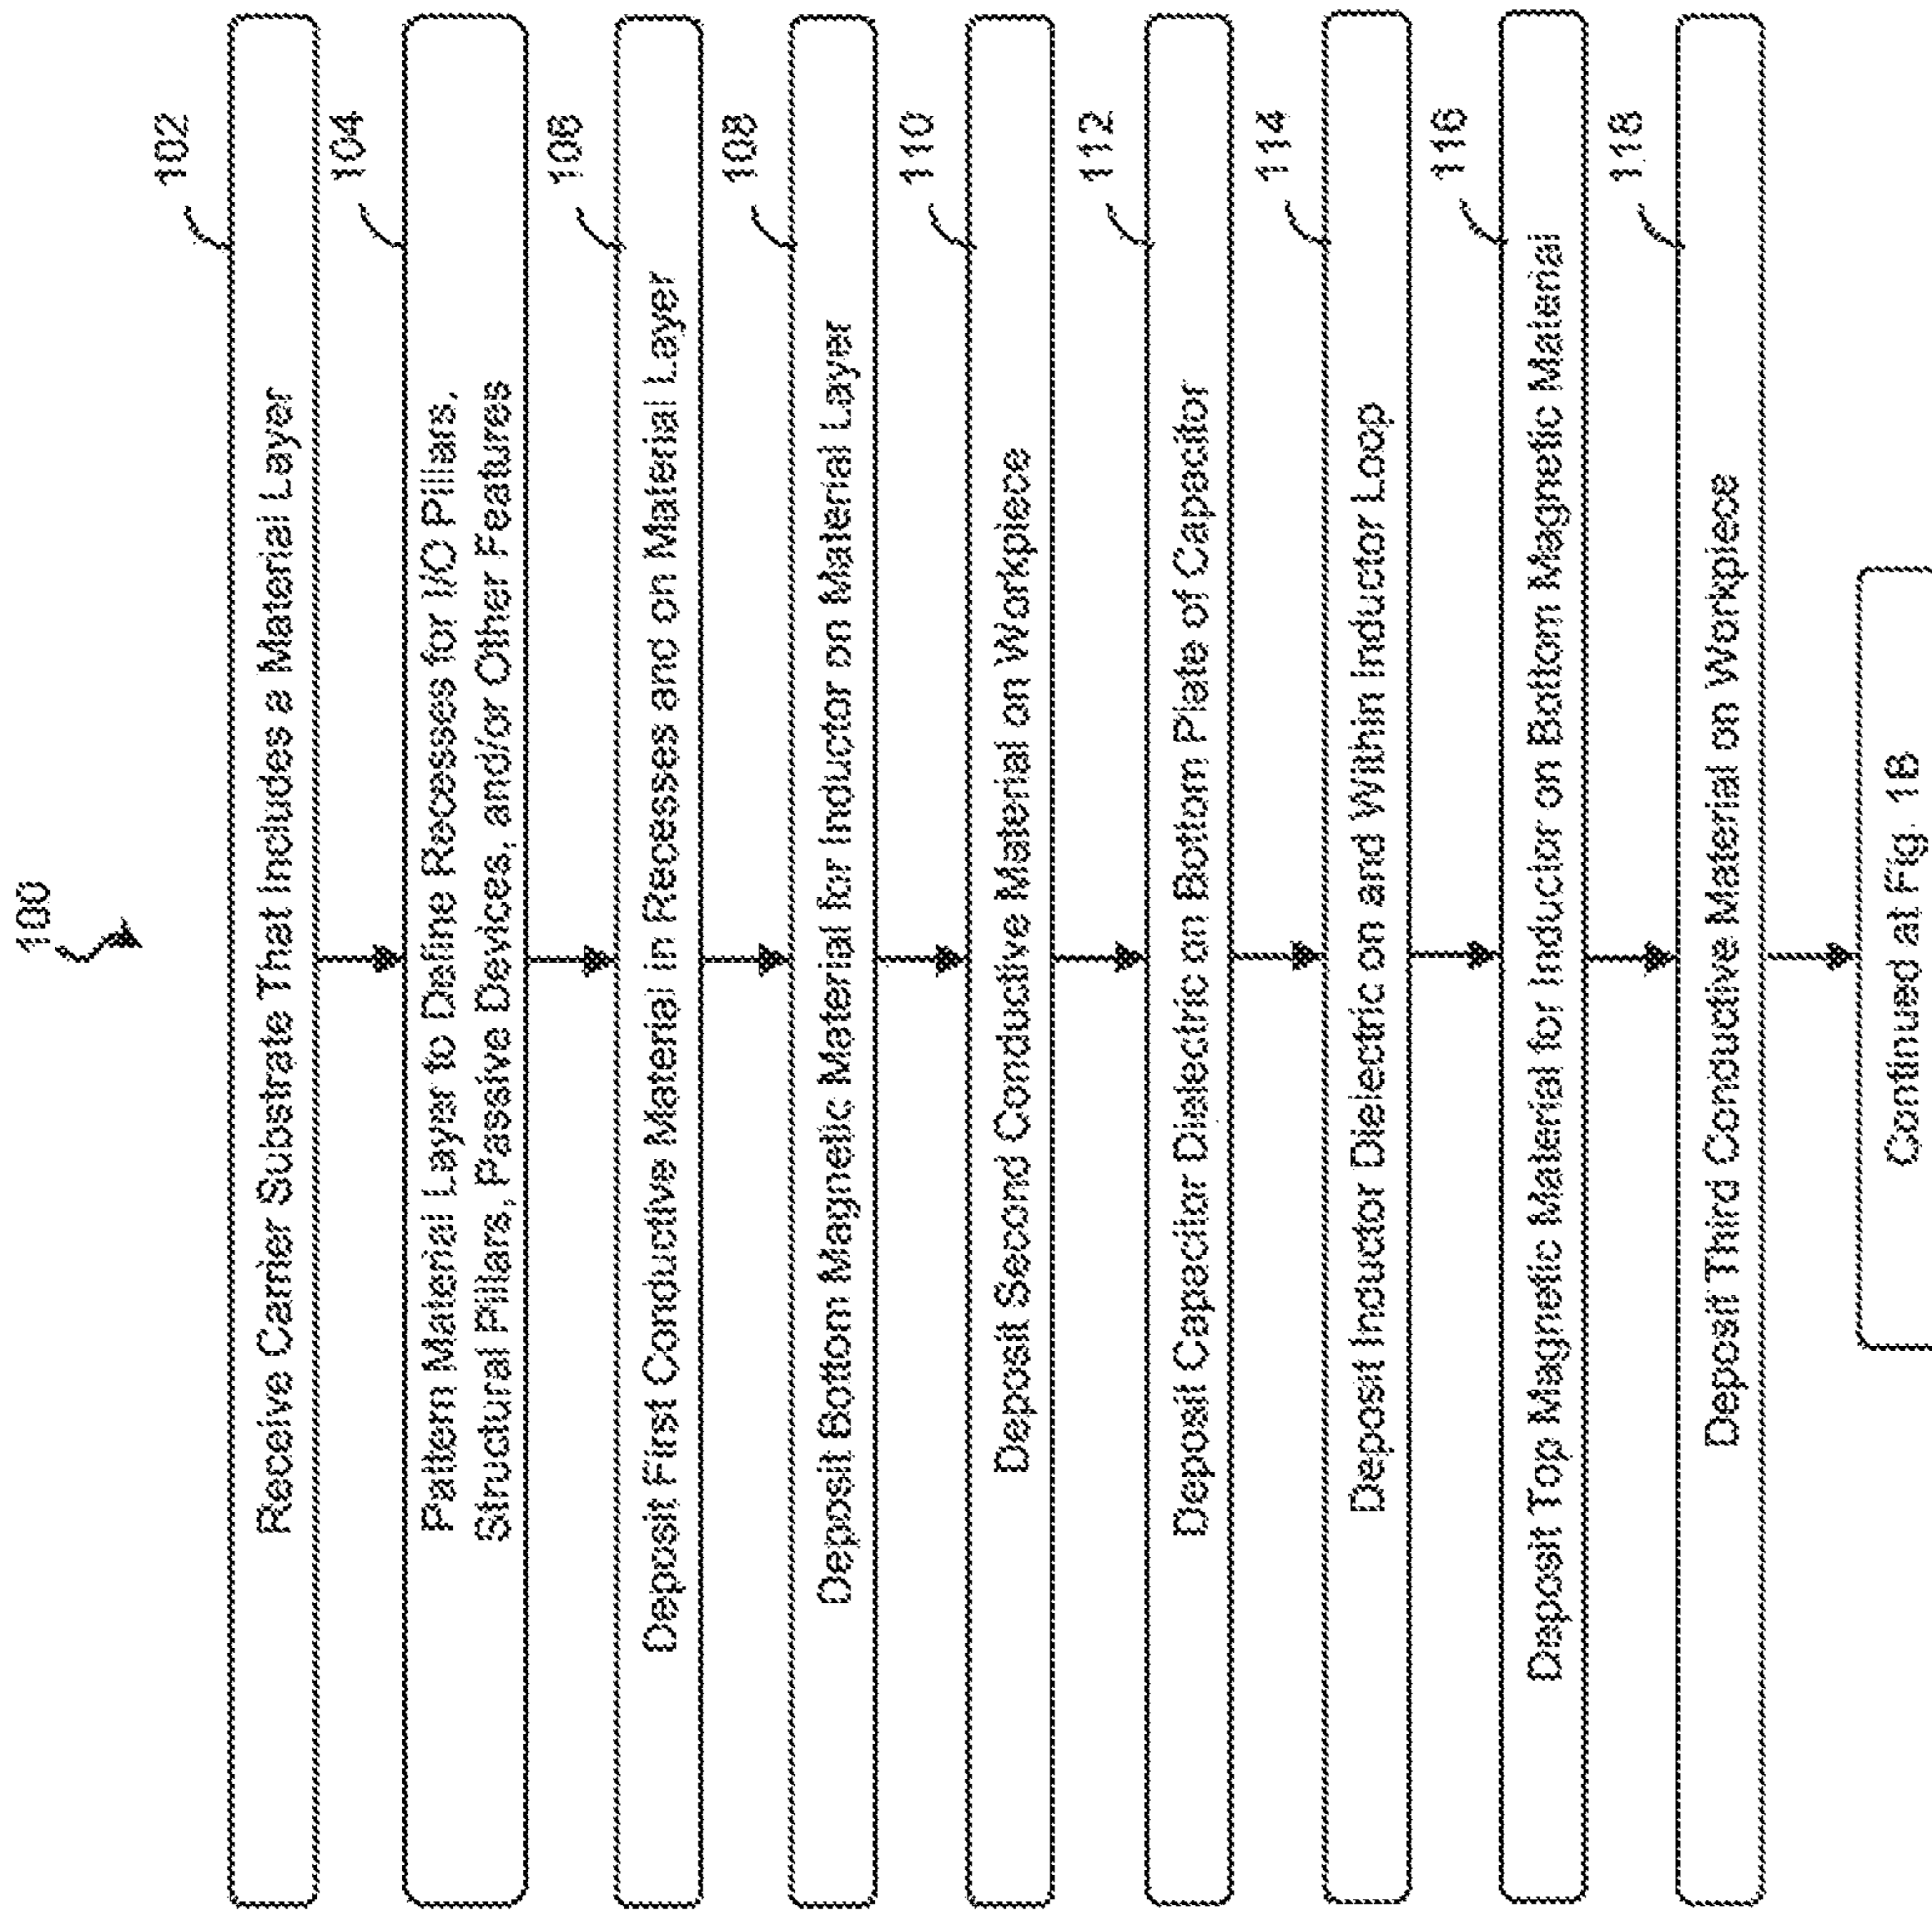 100
102
Receive Carrier Substrate That Includes a Material Layer
104
Pattern Material Layer to Define Recesses for I/O Pillars,
Structural Pillars, Passive Devices, and/or Other Features
106
Deposit First Conductive Material in Recesses and on Material Layer
108
Deposit Bottom Magnetic Material for Inductor on Material Layer
110
Deposit Second Conductive Material on Workpiece
112
Deposit Capacitor Dielectric on Bottom Plate of Capacitor
114
Deposit Inductor Dielectric on and Within Inductor Loop
116
Deposit Top Magnetic Material for Inductor on Bottom Magnetic Material
118
Deposit Third Conductive Material on Workpiece
Continued at Fig. 1B